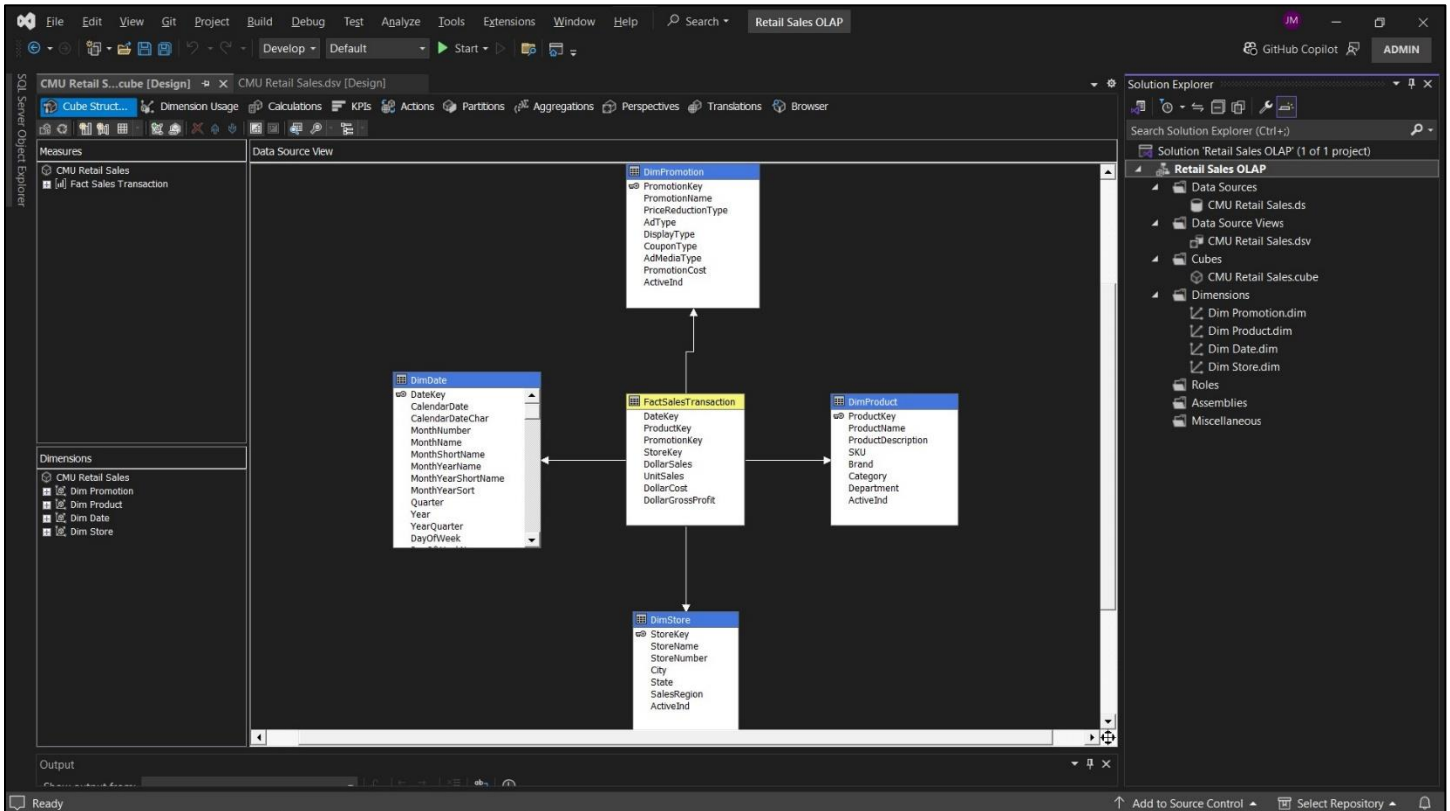 File Edit View Git Project Build Debug Test Analyze Tools Extensions Window Help Search Retail Sales OLAP JM
Develop Default Start GitHub Copilot ADMIN
SQL Server Object Explorer
CMU Retail S...cube [Design] CMU Retail Sales.dsv [Design]
Cube Struct... Dimension Usage Calculations KPIs Actions Partitions Aggregations Perspectives Translations Browser
Measures
CMU Retail Sales
Fact Sales Transaction
Dimensions
CMU Retail Sales
Dim Promotion
Dim Product
Dim Date
Dim Store
Data Source View
DimPromotion
PromotionKey
PromotionName
PriceReductionType
AdType
DisplayType
CouponType
AdMediaType
PromotionCost
ActiveInd
DimDate
DateKey
CalendarDate
CalendarDateChar
MonthNumber
MonthName
MonthShortName
MonthYearName
MonthYearShortName
MonthYearSort
Quarter
Year
YearQuarter
DayOfWeek
FactSalesTransaction
DateKey
ProductKey
PromotionKey
StoreKey
DollarSales
UnitSales
DollarCost
DollarGrossProfit
DimProduct
ProductKey
ProductName
ProductDescription
SKU
Brand
Category
Department
ActiveInd
DimStore
StoreKey
StoreName
StoreNumber
City
State
SalesRegion
ActiveInd
Solution Explorer
Search Solution Explorer (Ctrl+;)
Solution 'Retail Sales OLAP' (1 of 1 project)
Retail Sales OLAP
Data Sources
CMU Retail Sales.ds
Data Source Views
CMU Retail Sales.dsv
Cubes
CMU Retail Sales.cube
Dimensions
Dim Promotion.dim
Dim Product.dim
Dim Date.dim
Dim Store.dim
Roles
Assemblies
Miscellaneous
Output
Ready Add to Source Control Select Repository